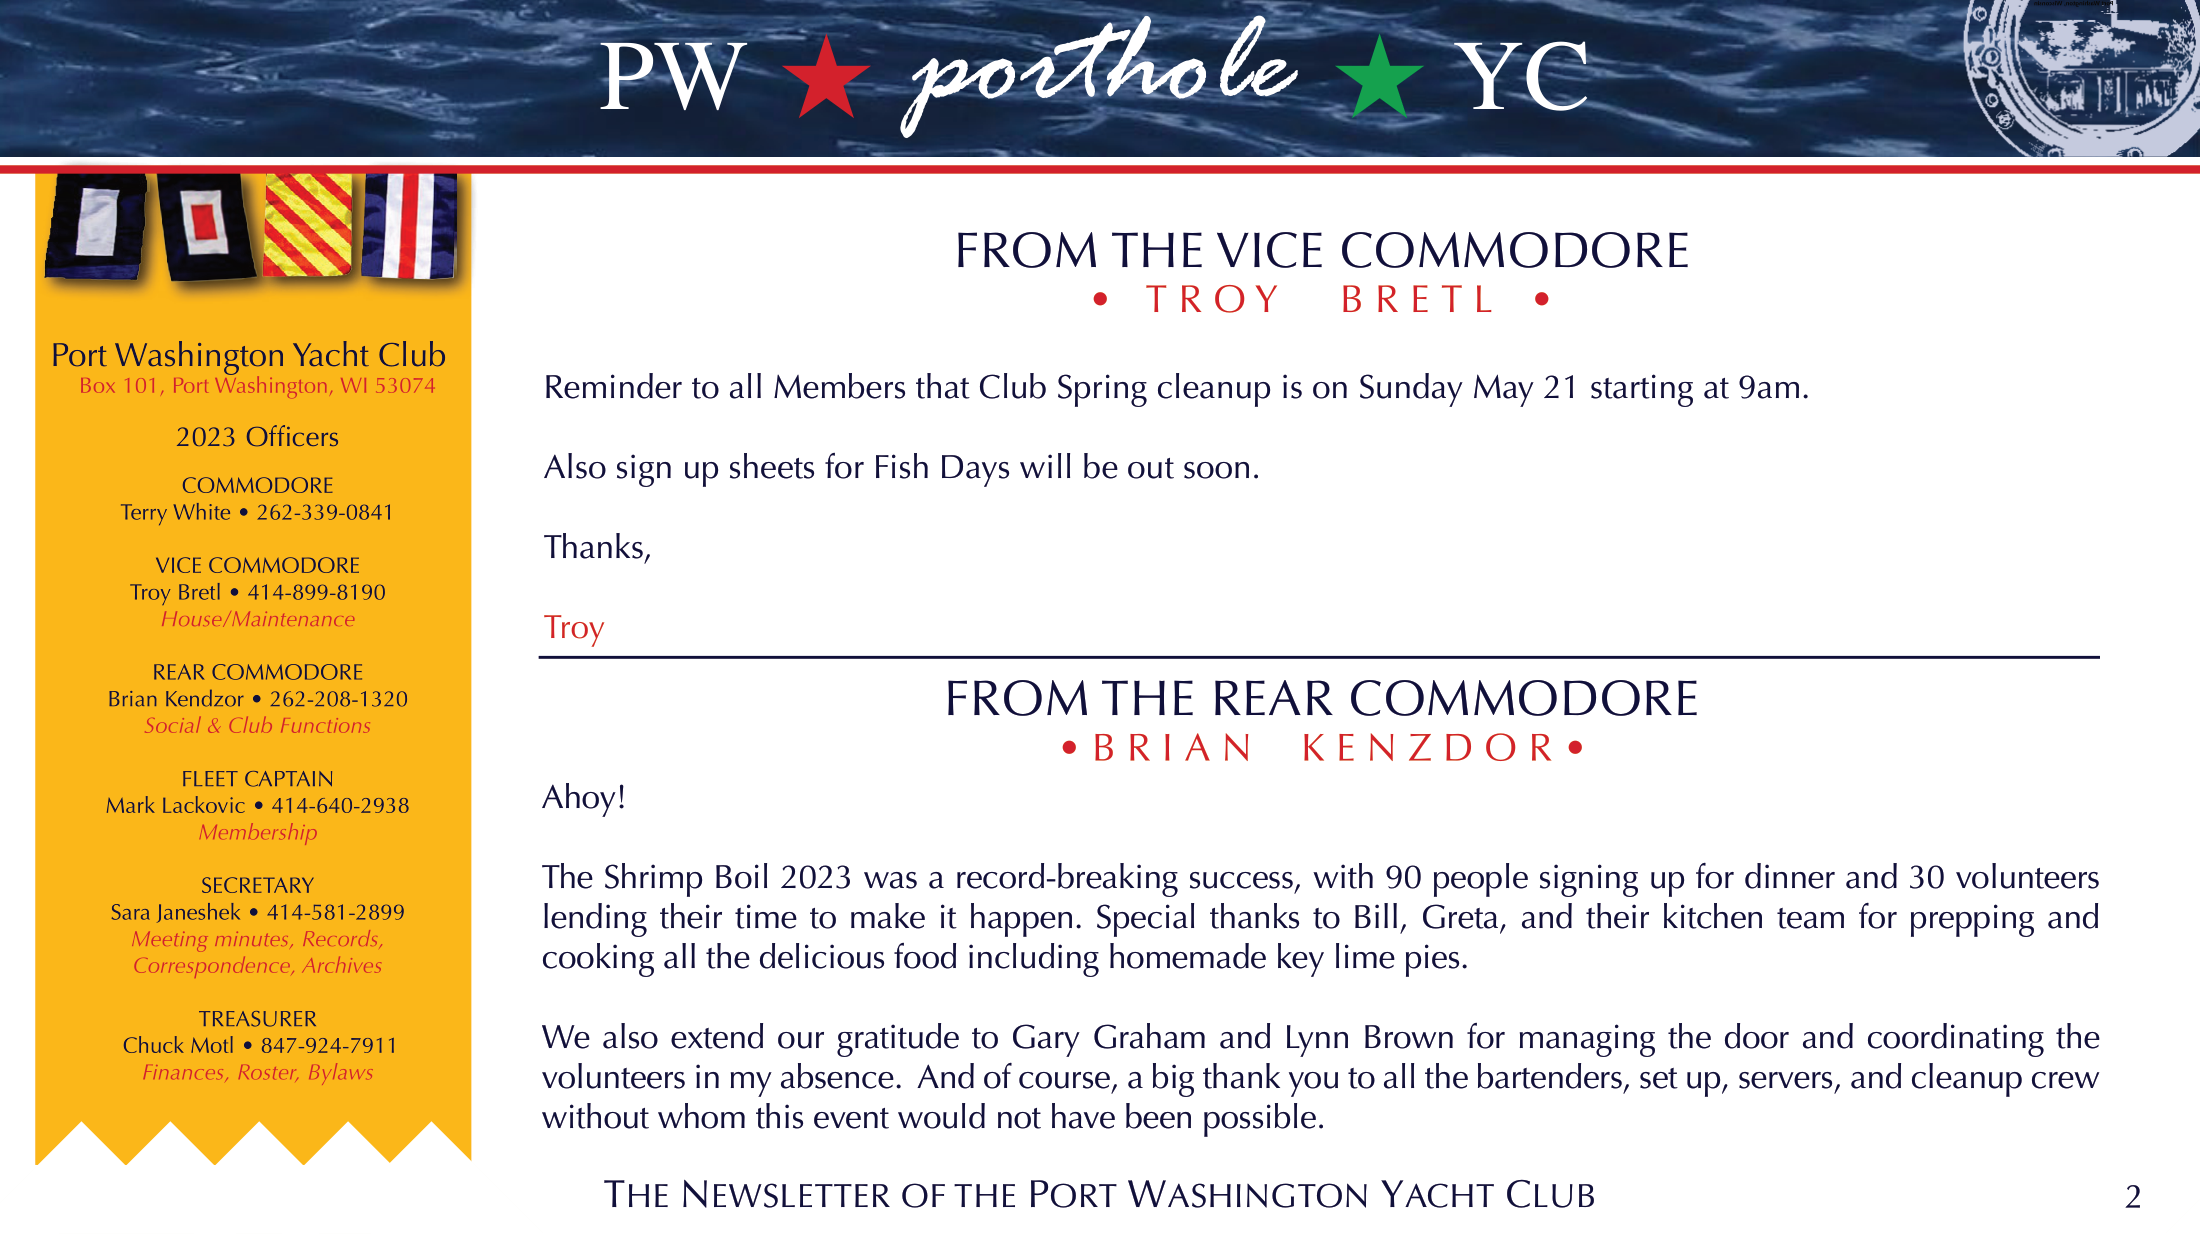 PW ★ porthole ★ YC
Port Washington Yacht Club
Box 101, Port Washington, WI 53074
2023 Officers
COMMODORE
Terry White • 262-339-0841
VICE COMMODORE
Troy Bretl • 414-899-8190
House/Maintenance
REAR COMMODORE
Brian Kendzor • 262-208-1320
Social & Club Functions
FLEET CAPTAIN
Mark Lackovic • 414-640-2938
Membership
SECRETARY
Sara Janeshek • 414-581-2899
Meeting minutes, Records,
Correspondence, Archives
TREASURER
Chuck Motl • 847-924-7911
Finances, Roster, Bylaws
FROM THE VICE COMMODORE
• TROY BRETL •
Reminder to all Members that Club Spring cleanup is on Sunday May 21 starting at 9am.
Also sign up sheets for Fish Days will be out soon.
Thanks,
Troy
FROM THE REAR COMMODORE
•BRIAN KENZDOR•
Ahoy!
The Shrimp Boil 2023 was a record-breaking success, with 90 people signing up for dinner and 30 volunteers
lending their time to make it happen. Special thanks to Bill, Greta, and their kitchen team for prepping and
cooking all the delicious food including homemade key lime pies.
We also extend our gratitude to Gary Graham and Lynn Brown for managing the door and coordinating the
volunteers in my absence.  And of course, a big thank you to all the bartenders, set up, servers, and cleanup crew
without whom this event would not have been possible.
THE NEWSLETTER OF THE PORT WASHINGTON YACHT CLUB
2